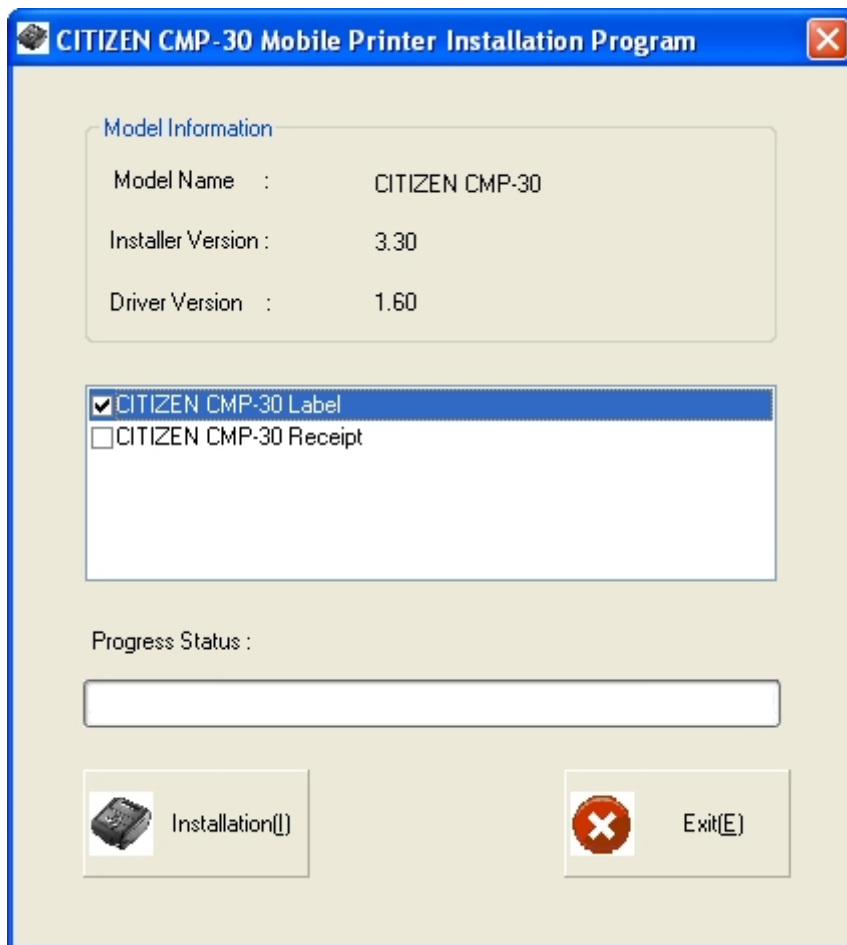 CITIZEN CMP-30 Mobile Printer Installation Program
Model Information
Model Name : CITIZEN CMP-30
Installer Version : 3.30
Driver Version : 1.60
CITIZEN CMP-30 Label
CITIZEN CMP-30 Receipt
Progress Status :
Installation(I) Exit(E)